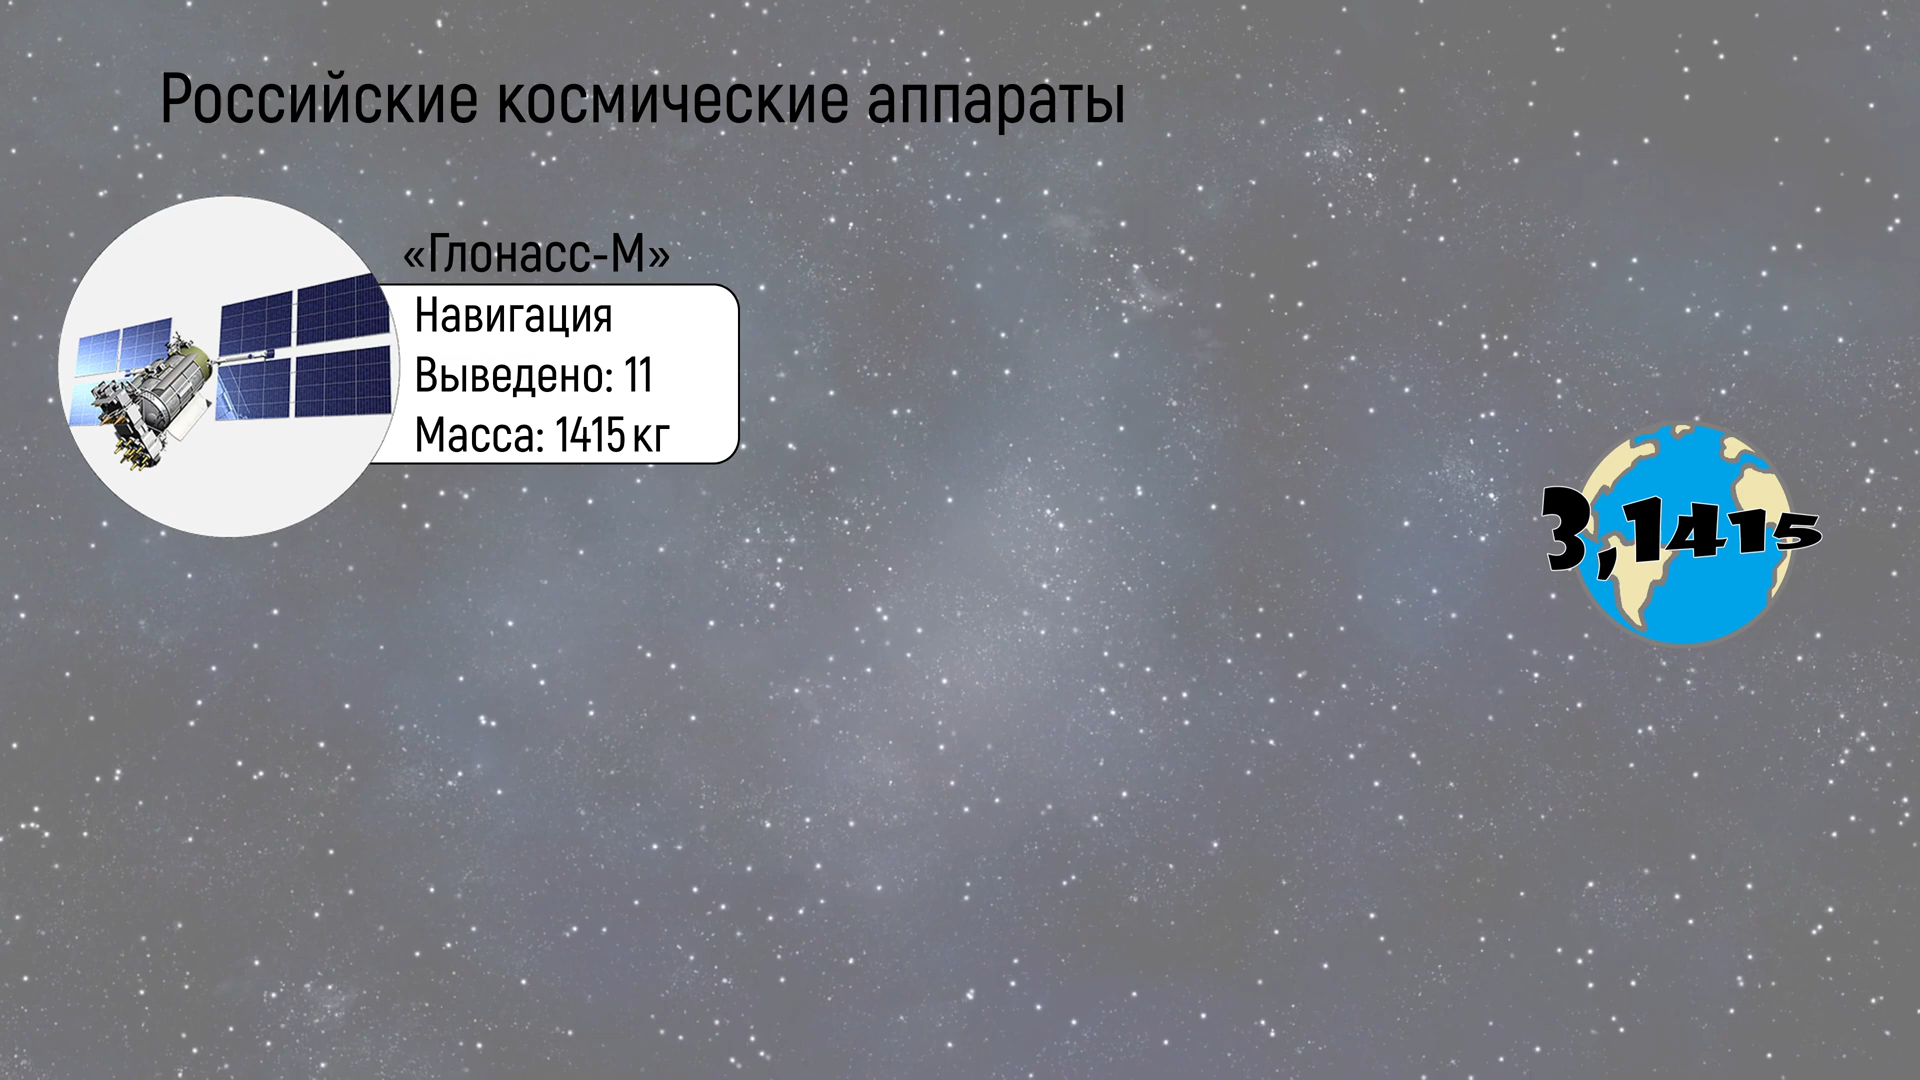 Российские космические аппараты
«Глонасс-М»
Навигация
Выведено: 11
Масса: 1415 кг
3,1415